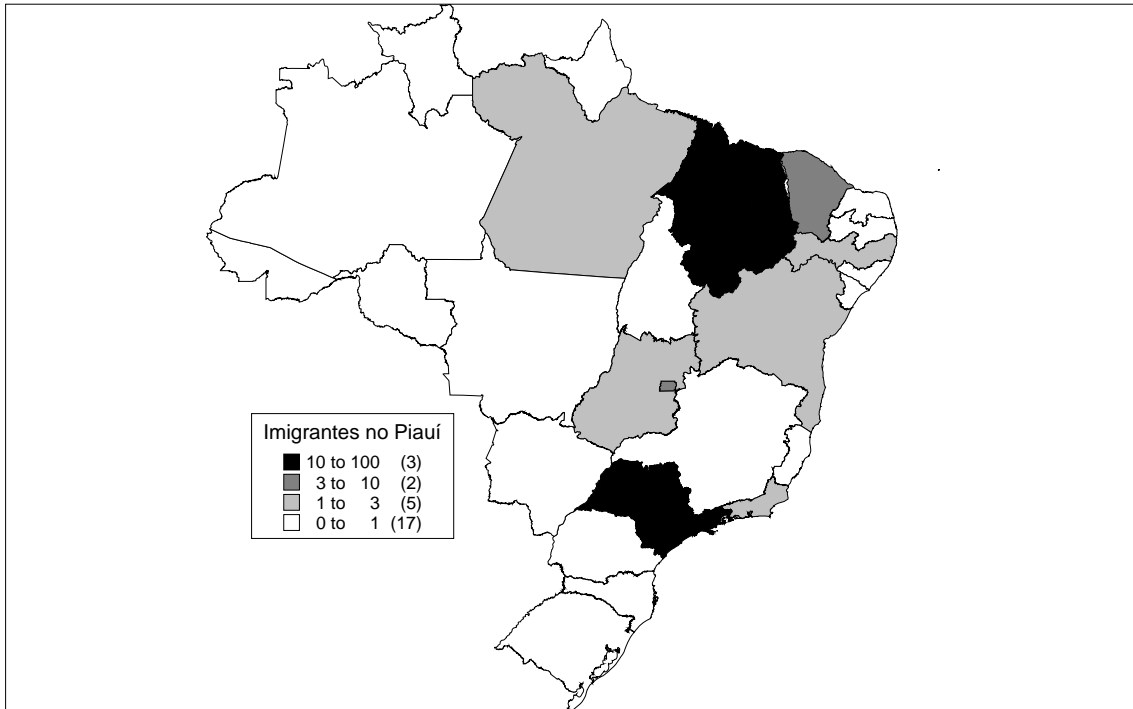 Imigrantes no Piauí
10 to 100 (3)
3 to 10 (2)
1 to 3 (5)
0 to 1 (17)